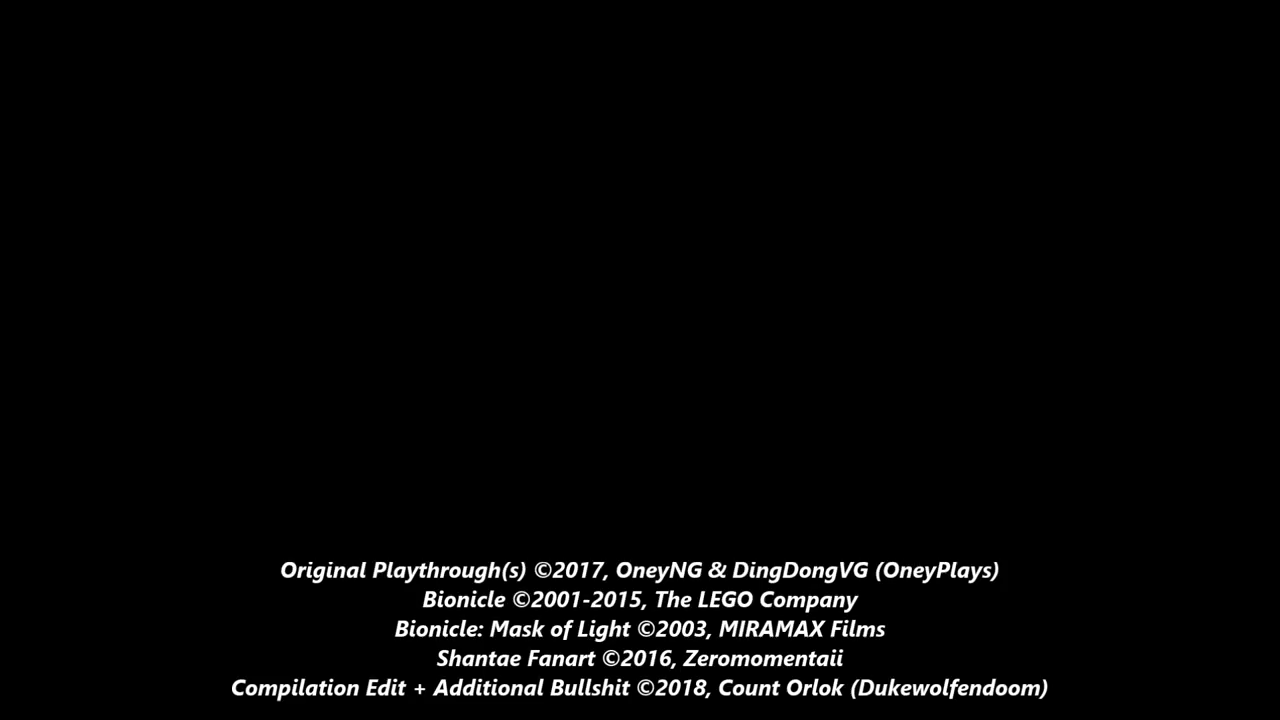 Original Playthrough(s) ©2017, OneyNG & DingDongVG (OneyPlays)
Bionicle ©2001-2015, The LEGO Company
Bionicle: Mask of Light ©2003, MIRAMAX Films
Shantae Fanart ©2016, Zeromomentaii
Compilation Edit + Additional Bullshit ©2018, Count Orlok (Dukewolfendoom)